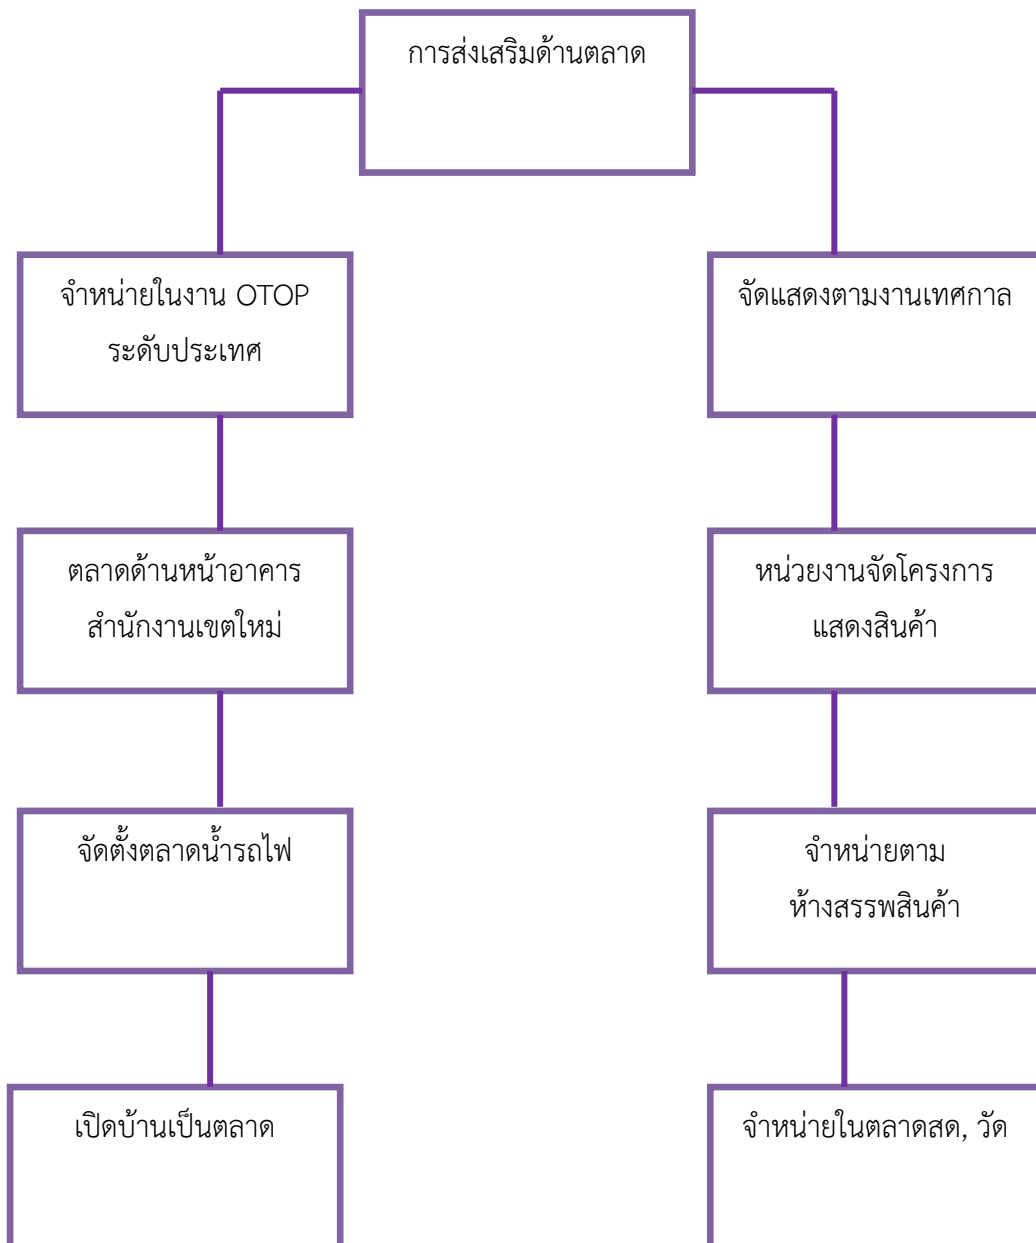 การส่งเสริมด้านตลาด
จำหน่ายในงาน OTOP
ระดับประเทศ
จัดแสดงตามงานเทศกาล
ตลาดด้านหน้าอาคาร
สำนักงานเขตใหม่
หน่วยงานจัดโครงการ
แสดงสินค้า
จัดตั้งตลาดน้ำรถไฟ
จำหน่ายตาม
ห้างสรรพสินค้า
เปิดบ้านเป็นตลาด
จำหน่ายในตลาดสด, วัด